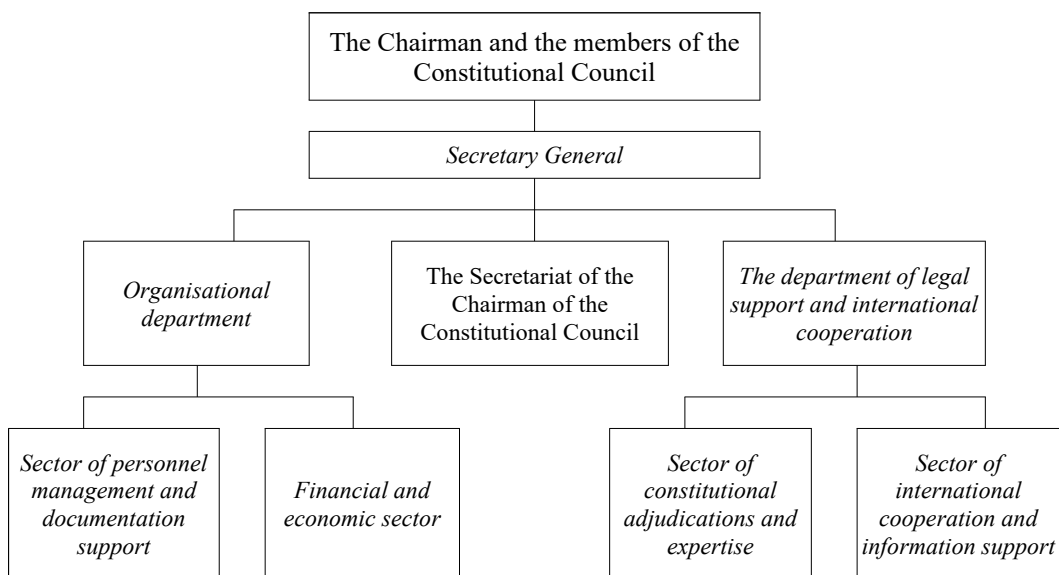 The Chairman and the members of the
Constitutional Council
Secretary General
Organisational
department
The Secretariat of the
Chairman of the
Constitutional Council
The department of legal
support and international
cooperation
Sector of personnel
management and
documentation
support
Financial and
economic sector
Sector of
constitutional
adjudications and
expertise
Sector of
international
cooperation and
information support